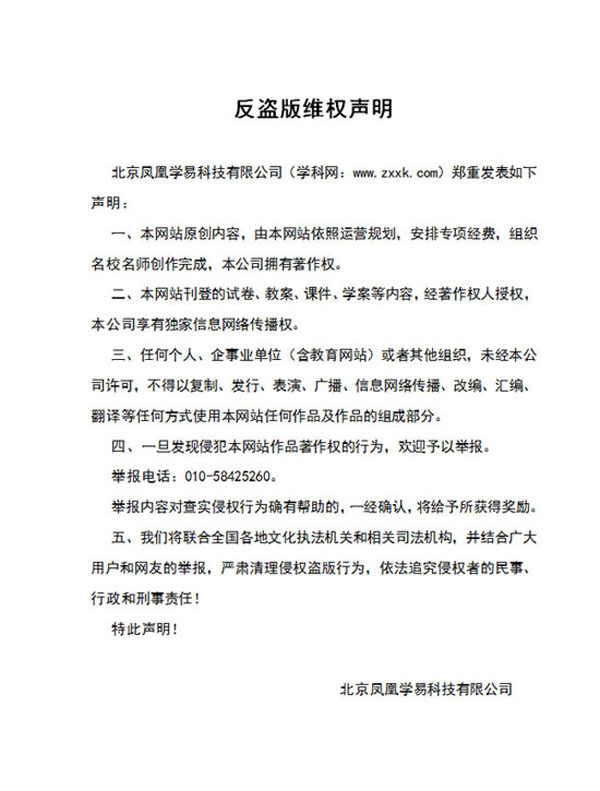 反盗版维权声明
北京凤凰学易科技有限公司（学科网：www.zxxk.com）郑重发表如下
声明：
一、本网站原创内容，由本网站依照运营规划，安排专项经费，组织
名校名师创作完成，本公司拥有著作权。
二、本网站刊登的试卷、教案、课件、学案等内容，经著作权人授权，
本公司享有独家信息网络传播权。
三、任何个人、企事业单位（含教育网站）或者其他组织，未经本公
司许可，不得以复制、发行、表演、广播、信息网络传播、改编、汇编、
翻译等任何方式使用本网站任何作品及作品的组成部分。
四、一旦发现侵犯本网站作品著作权的行为，欢迎予以举报。
举报电话：010-58425260。
举报内容对查实侵权行为确有帮助的，一经确认，将给予所获得奖励。
五、我们将联合全国各地文化执法机关和相关司法机构，并结合广大
用户和网友的举报，严肃清理侵权盗版行为，依法追究侵权者的民事、
行政和刑事责任！
特此声明！
北京凤凰学易科技有限公司